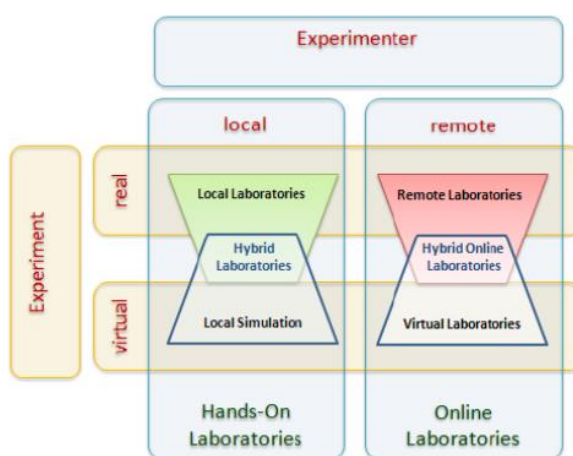 Experimenter
local
remote
Experiment
real
Local Laboratories
Remote Laboratories
Hybrid
Laboratories
Hybrid Online
Laboratories
virtual
Local Simulation
Virtual Laboratories
Hands-On
Laboratories
Online
Laboratories